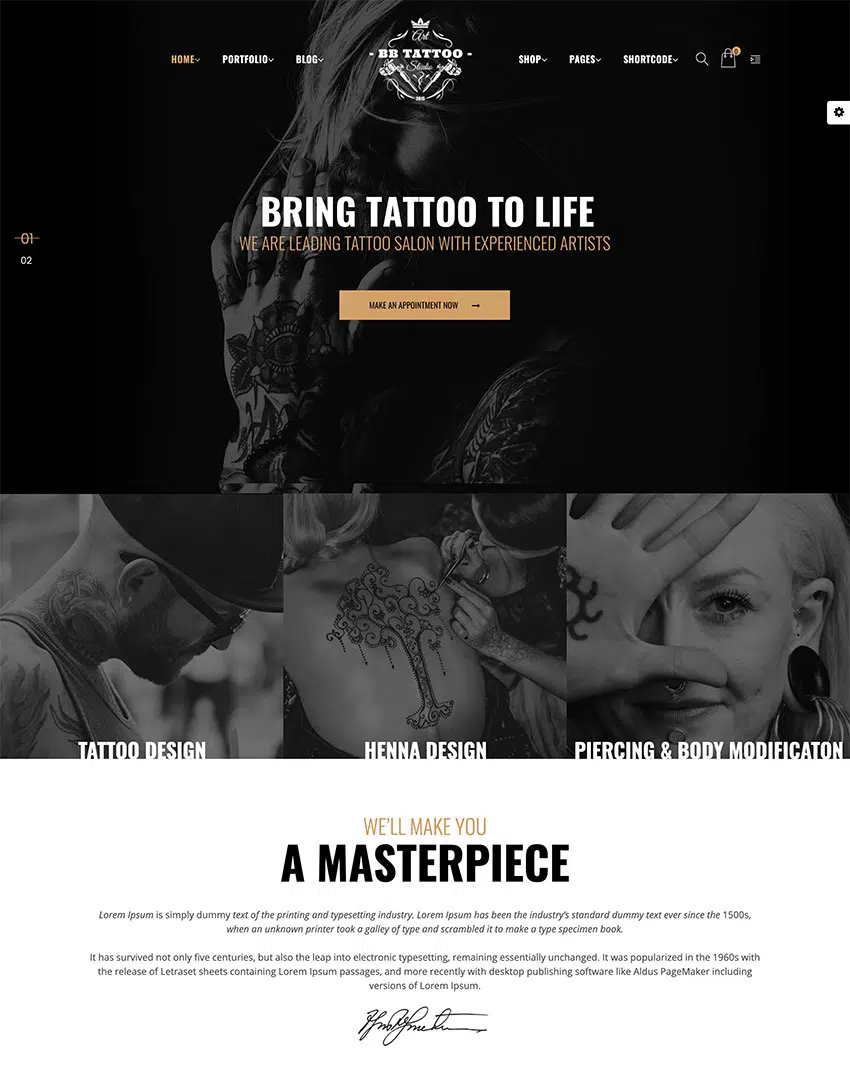 HOME PORTFOLIO BLOG
Art
- BB TATTOO -
Studio
SHOP PAGES SHORTCODE 0
BRING TATTOO TO LIFE
WE ARE LEADING TATTOO SALON WITH EXPERIENCED ARTISTS
01
02
MAKE AN APPOINTMENT NOW
TATTOO DESIGN
HENNA DESIGN
PIERCING & BODY MODIFICATON
WE'LL MAKE YOU
A MASTERPIECE
Lorem Ipsum is simply dummy text of the printing and typesetting industry. Lorem Ipsum has been the industry's standard dummy text ever since the 1500s,
when an unknown printer took a galley of type and scrambled it to make a type specimen book.
It has survived not only five centuries, but also the leap into electronic typesetting, remaining essentially unchanged. It was popularized in the 1960s with
the release of Letraset sheets containing Lorem Ipsum passages, and more recently with desktop publishing software like Aldus PageMaker including
versions of Lorem Ipsum.